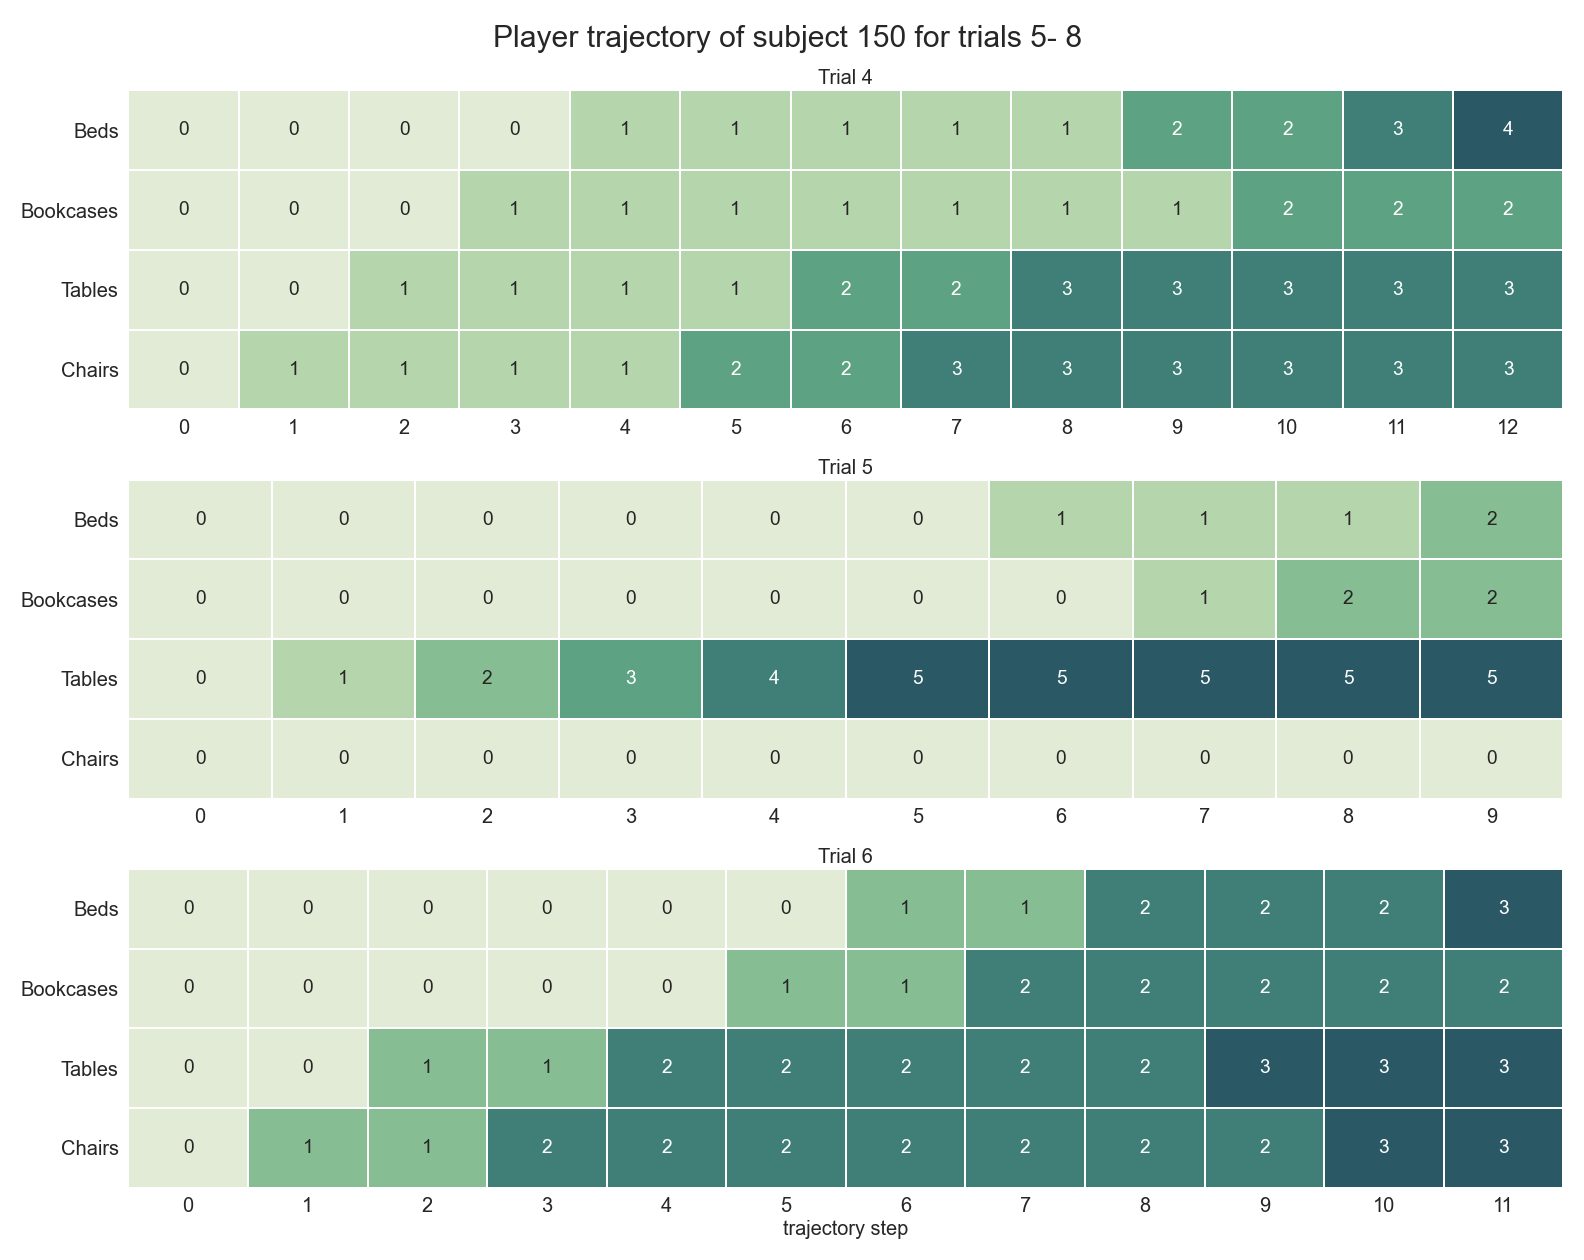 Player trajectory of subject 150 for trials 5- 8
Trial 4
Beds 0 0 0 0 1 1 1 1 1 2 2 3 4
Bookcases 0 0 0 1 1 1 1 1 1 1 2 2 2
Tables 0 0 1 1 1 1 2 2 3 3 3 3 3
Chairs 0 1 1 1 1 2 2 3 3 3 3 3 3
0 1 2 3 4 5 6 7 8 9 10 11 12
Trial 5
Beds 0 0 0 0 0 0 1 1 1 2
Bookcases 0 0 0 0 0 0 0 1 2 2
Tables 0 1 2 3 4 5 5 5 5 5
Chairs 0 0 0 0 0 0 0 0 0 0
0 1 2 3 4 5 6 7 8 9
Trial 6
Beds 0 0 0 0 0 0 1 1 2 2 2 3
Bookcases 0 0 0 0 0 1 1 2 2 2 2 2
Tables 0 0 1 1 2 2 2 2 2 3 3 3
Chairs 0 1 1 2 2 2 2 2 2 2 3 3
0 1 2 3 4 5 6 7 8 9 10 11
trajectory step